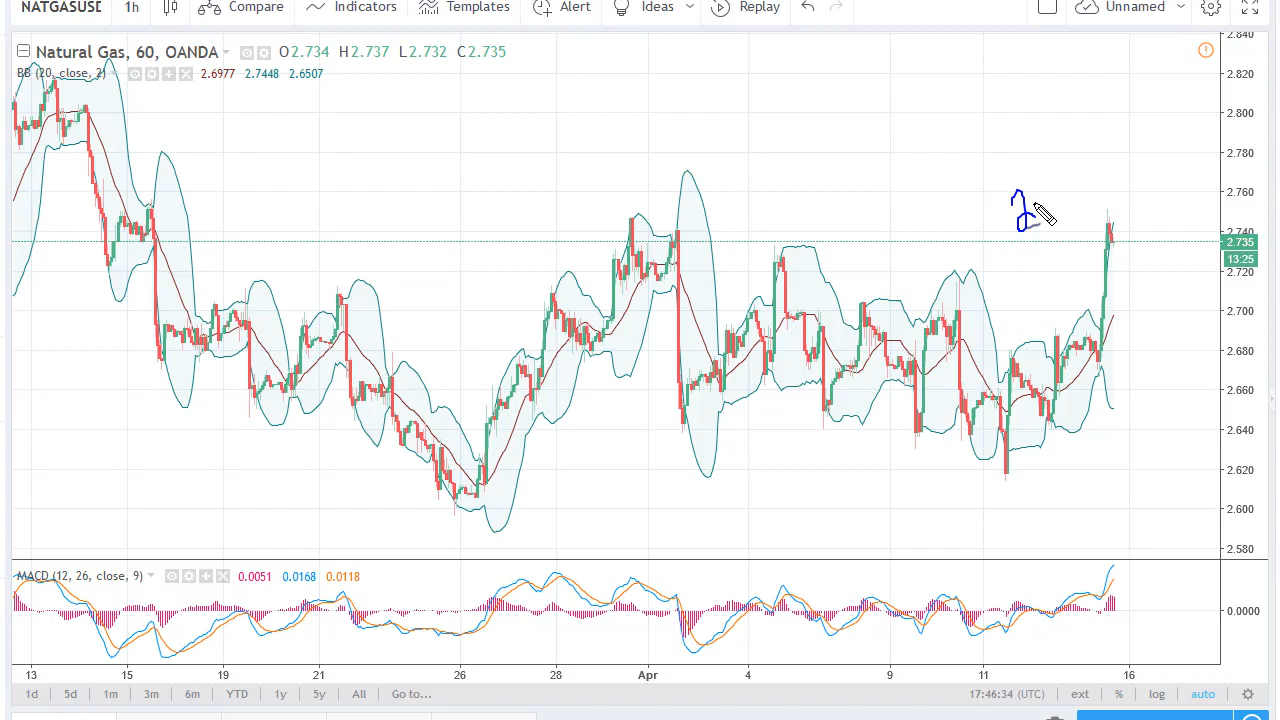 NATGASUSD 1h Compare Indicators Templates Alert Ideas Replay Unnamed
Natural Gas, 60, OANDA O2.734 H2.737 L2.732 C2.735
BB (20, close, 2) 2.6977 2.7448 2.6507
2.840
2.820
2.800
2.780
2.760
2.740
2.735
13:25
2.720
2.700
2.680
2.660
2.640
2.620
2.600
2.580
MACD (12, 26, close, 9) 0.0051 0.0168 0.0118
0.0000
13 15 19 21 26 28 Apr 4 9 11 16
1d 5d 1m 3m 6m YTD 1y 5y All Go to... 17:46:34 (UTC) ext % log auto